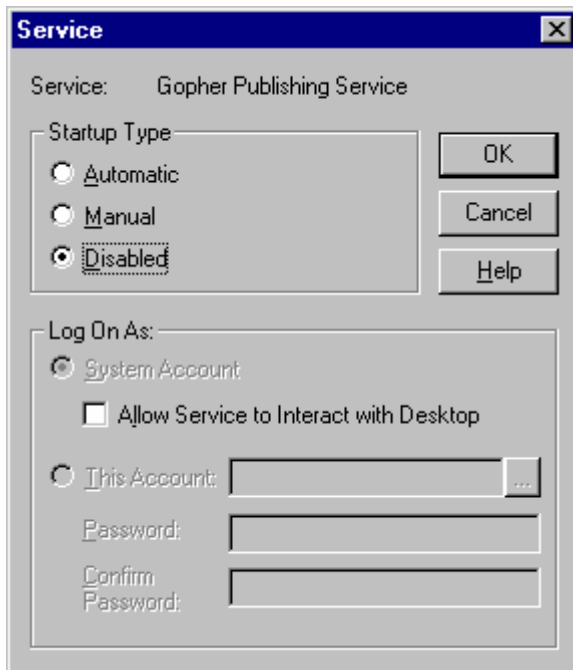 Service
Service: Gopher Publishing Service
Startup Type
Automatic
Manual
Disabled
OK
Cancel
Help
Log On As:
System Account
Allow Service to Interact with Desktop
This Account: ...
Password:
Confirm
Password: